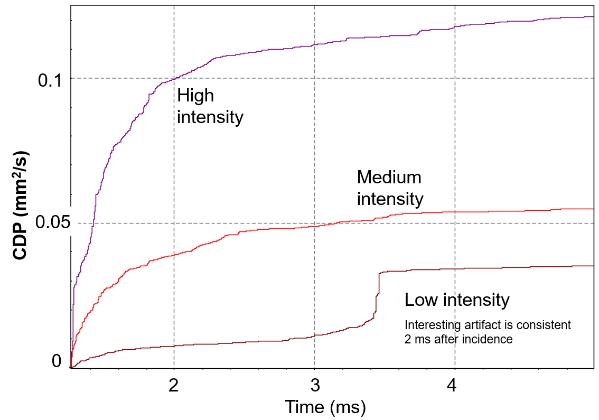 0.1
High
intensity
Medium
intensity
0.05
CDP (mm²/s)
Low intensity
Interesting artifact is consistent
2 ms after incidence
0
2
3
4
Time (ms)